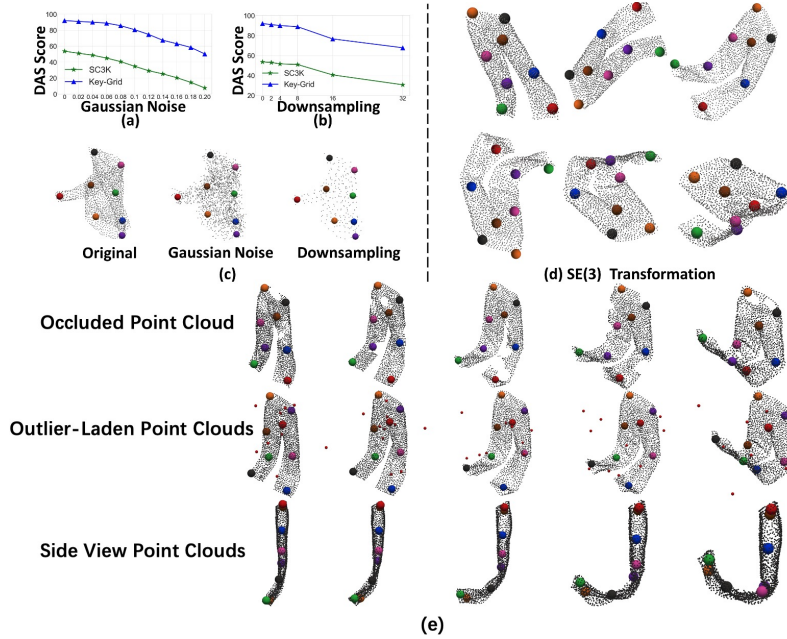 DAS Score
100
80
60
40
20
0
SC3K
Key-Grid
0 0.02 0.04 0.06 0.08 0.1 0.12 0.14 0.16 0.18 0.20
Gaussian Noise
(a)
DAS Score
100
80
60
40
20
0
SC3K
Key-Grid
0 2 4 8 16 32
Downsampling
(b)
Original
Gaussian Noise
Downsampling
(c)
(d) SE(3) Transformation
Occluded Point Cloud
Outlier-Laden Point Clouds
Side View Point Clouds
(e)